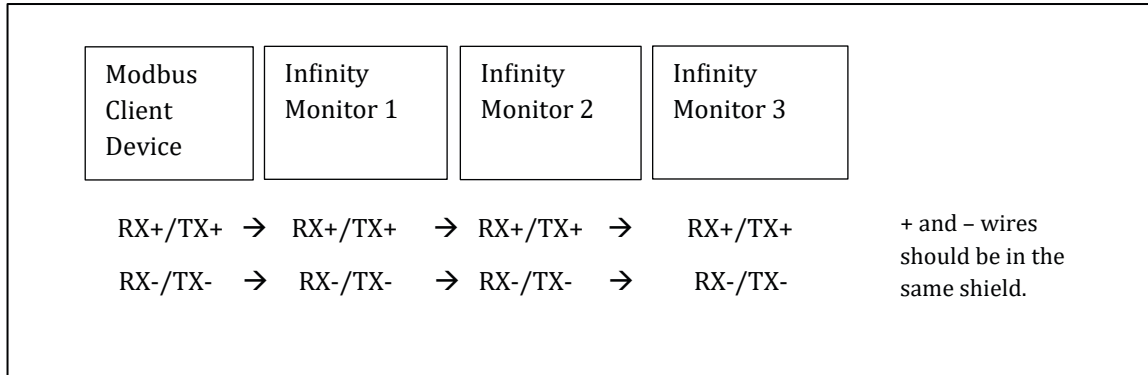 Modbus
Client
Device
Infinity
Monitor 1
Infinity
Monitor 2
Infinity
Monitor 3
RX+/TX+ → RX+/TX+ → RX+/TX+ → RX+/TX+
RX-/TX- → RX-/TX- → RX-/TX- → RX-/TX-
+ and – wires
should be in the
same shield.